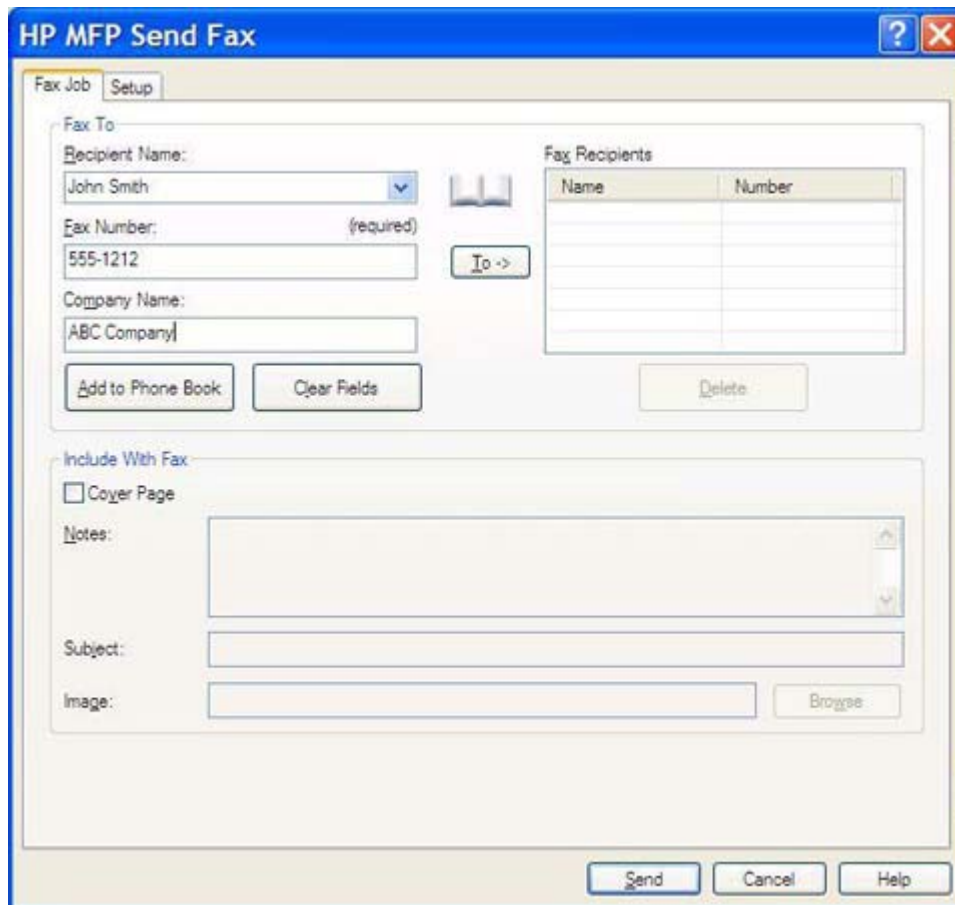 HP MFP Send Fax
Fax Job Setup
Fax To
Recipient Name:
John Smith
Fax Number: (required)
555-1212
To ->
Company Name:
ABC Company
Add to Phone Book Clear Fields
Fax Recipients
Name Number
Delete
Include With Fax
Cover Page
Notes:
Subject:
Image: Browse
Send Cancel Help